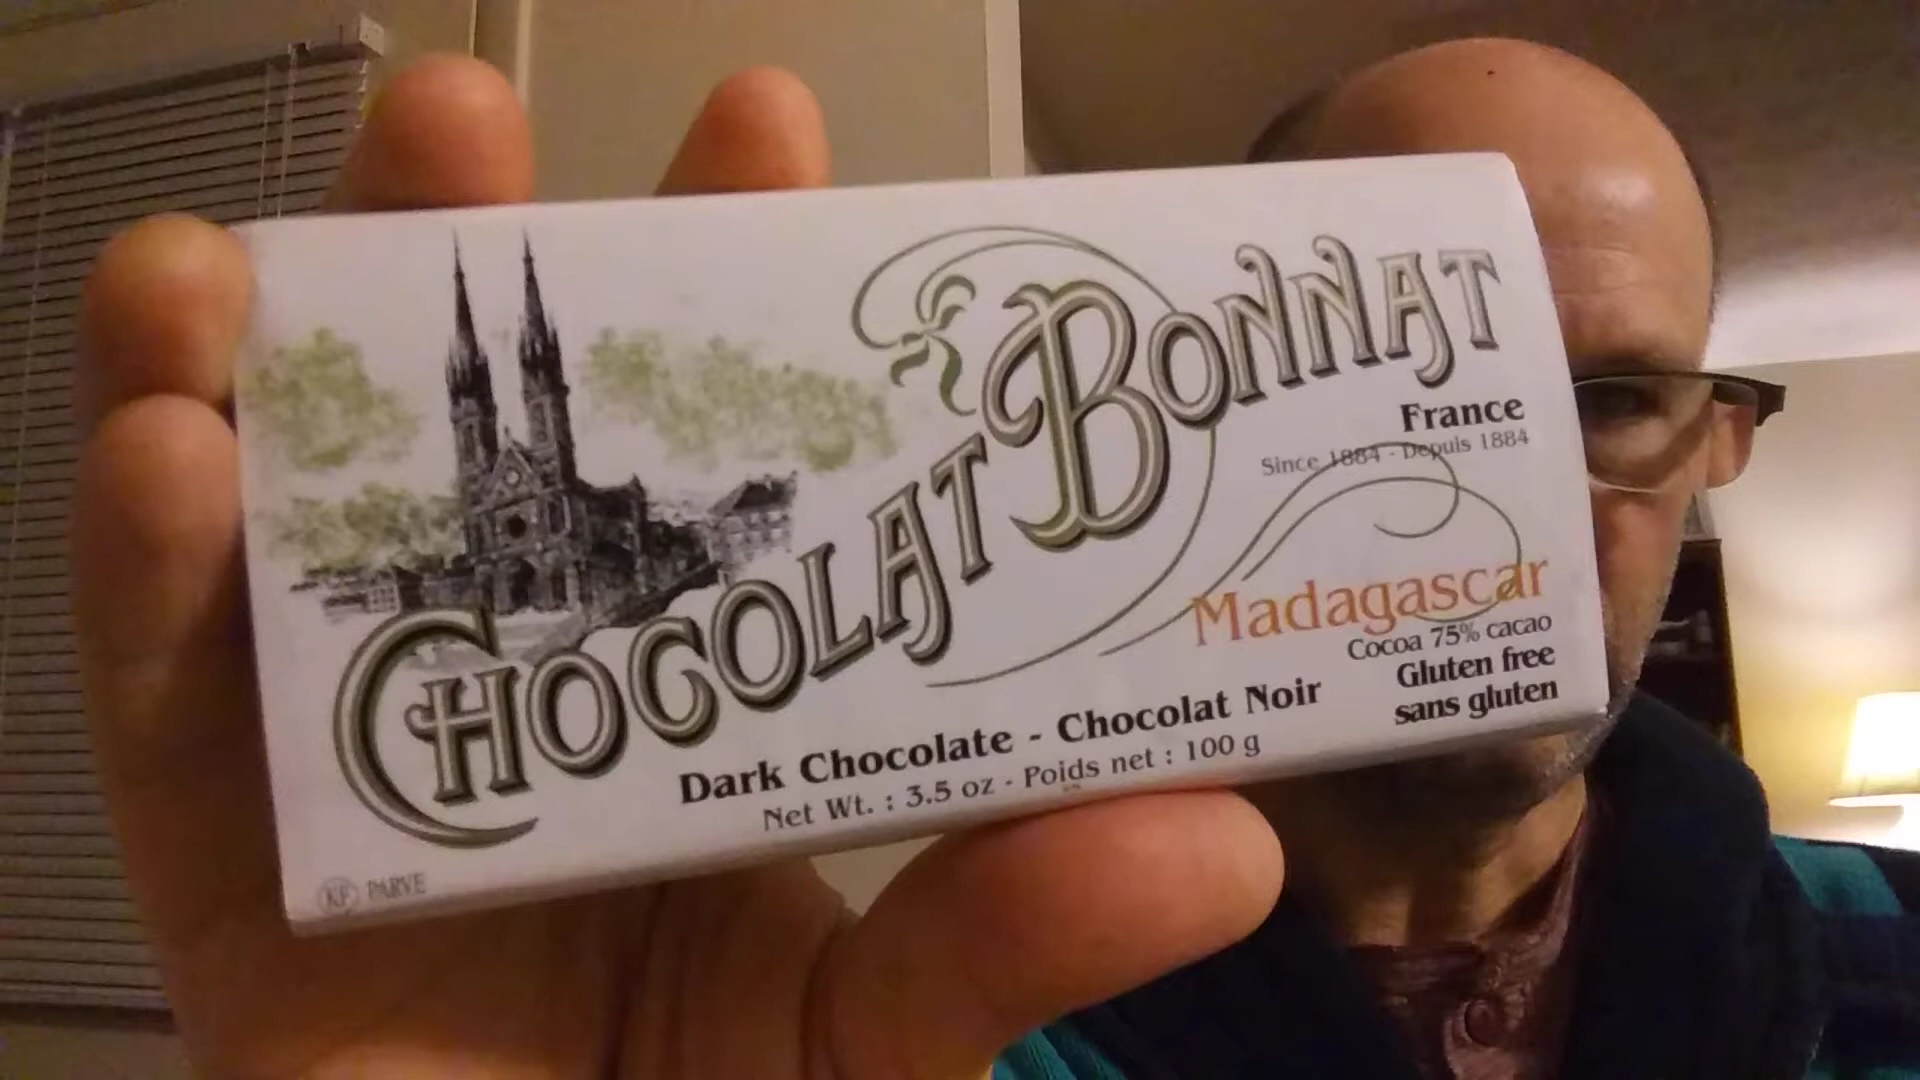 CHOCOLAT BONNAT
France
Since 1884 - Depuis 1884
Madagascar
Cocoa 75% cacao
Gluten free
sans gluten
Dark Chocolate - Chocolat Noir
Net Wt. : 3.5 oz - Poids net : 100 g
KF PARVE